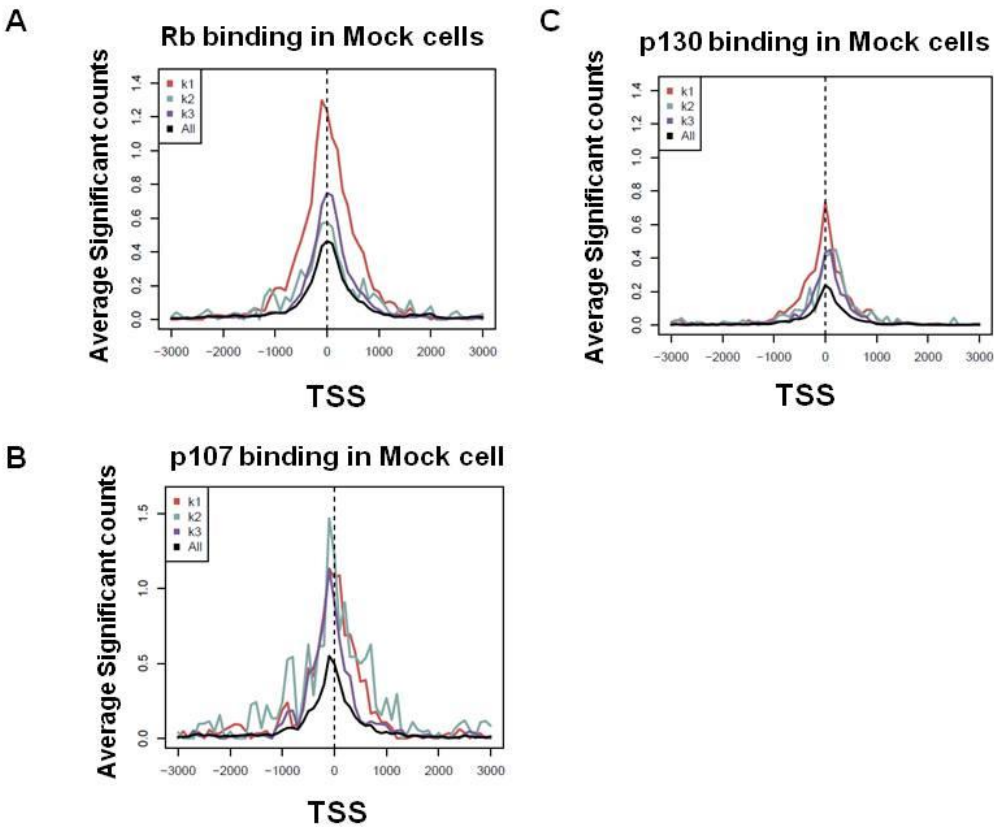 A
Rb binding in Mock cells
Average Significant counts
1.4
1.2
1.0
0.8
0.6
0.4
0.2
0.0
k1
k2
k3
All
−3000 −2000 −1000 0 1000 2000 3000
TSS
C
p130 binding in Mock cells
Average Significant counts
1.4
1.2
1.0
0.8
0.6
0.4
0.2
0.0
k1
k2
k3
All
−3000 −2000 −1000 0 1000 2000 3000
TSS
B
p107 binding in Mock cell
Average Significant counts
1.5
1.0
0.5
0.0
k1
k2
k3
All
−3000 −2000 −1000 0 1000 2000 3000
TSS